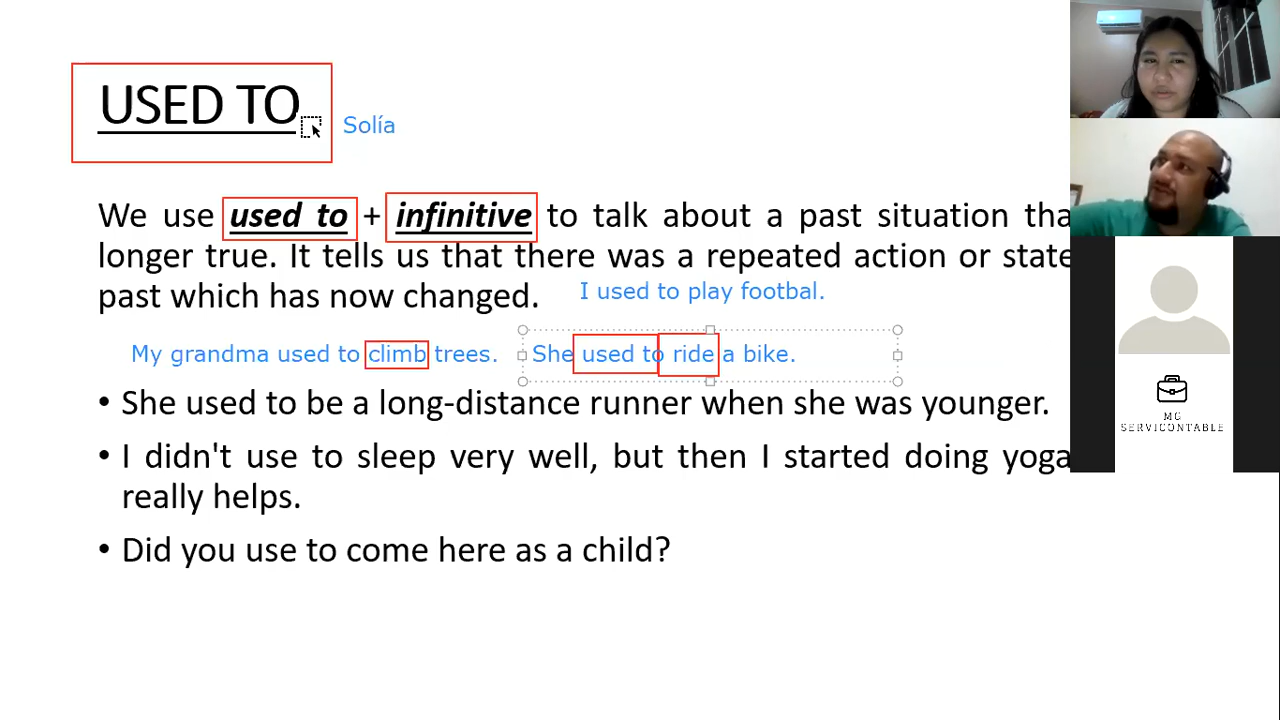 USED TO
Solía
We use used to + infinitive to talk about a past situation tha
longer true. It tells us that there was a repeated action or state
past which has now changed.
I used to play footbal.
My grandma used to climb trees.
She used to ride a bike.
• She used to be a long-distance runner when she was younger.
• I didn't use to sleep very well, but then I started doing yoga
really helps.
• Did you use to come here as a child?
MG
SERVICONTABLE